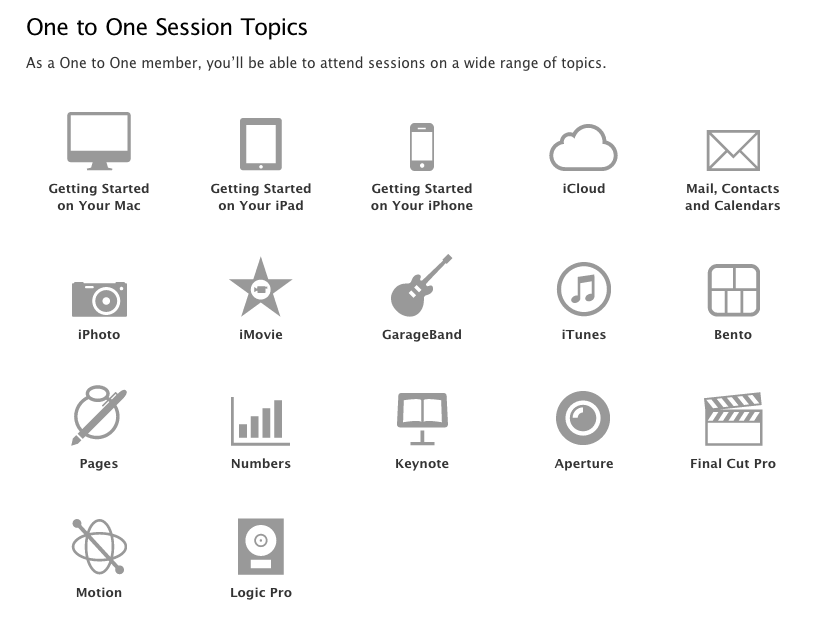 One to One Session Topics
As a One to One member, you’ll be able to attend sessions on a wide range of topics.
Getting Started
on Your Mac
Getting Started
on Your iPad
Getting Started
on Your iPhone
iCloud
Mail, Contacts
and Calendars
iPhoto
iMovie
GarageBand
iTunes
Bento
Pages
Numbers
Keynote
Aperture
Final Cut Pro
Motion
Logic Pro